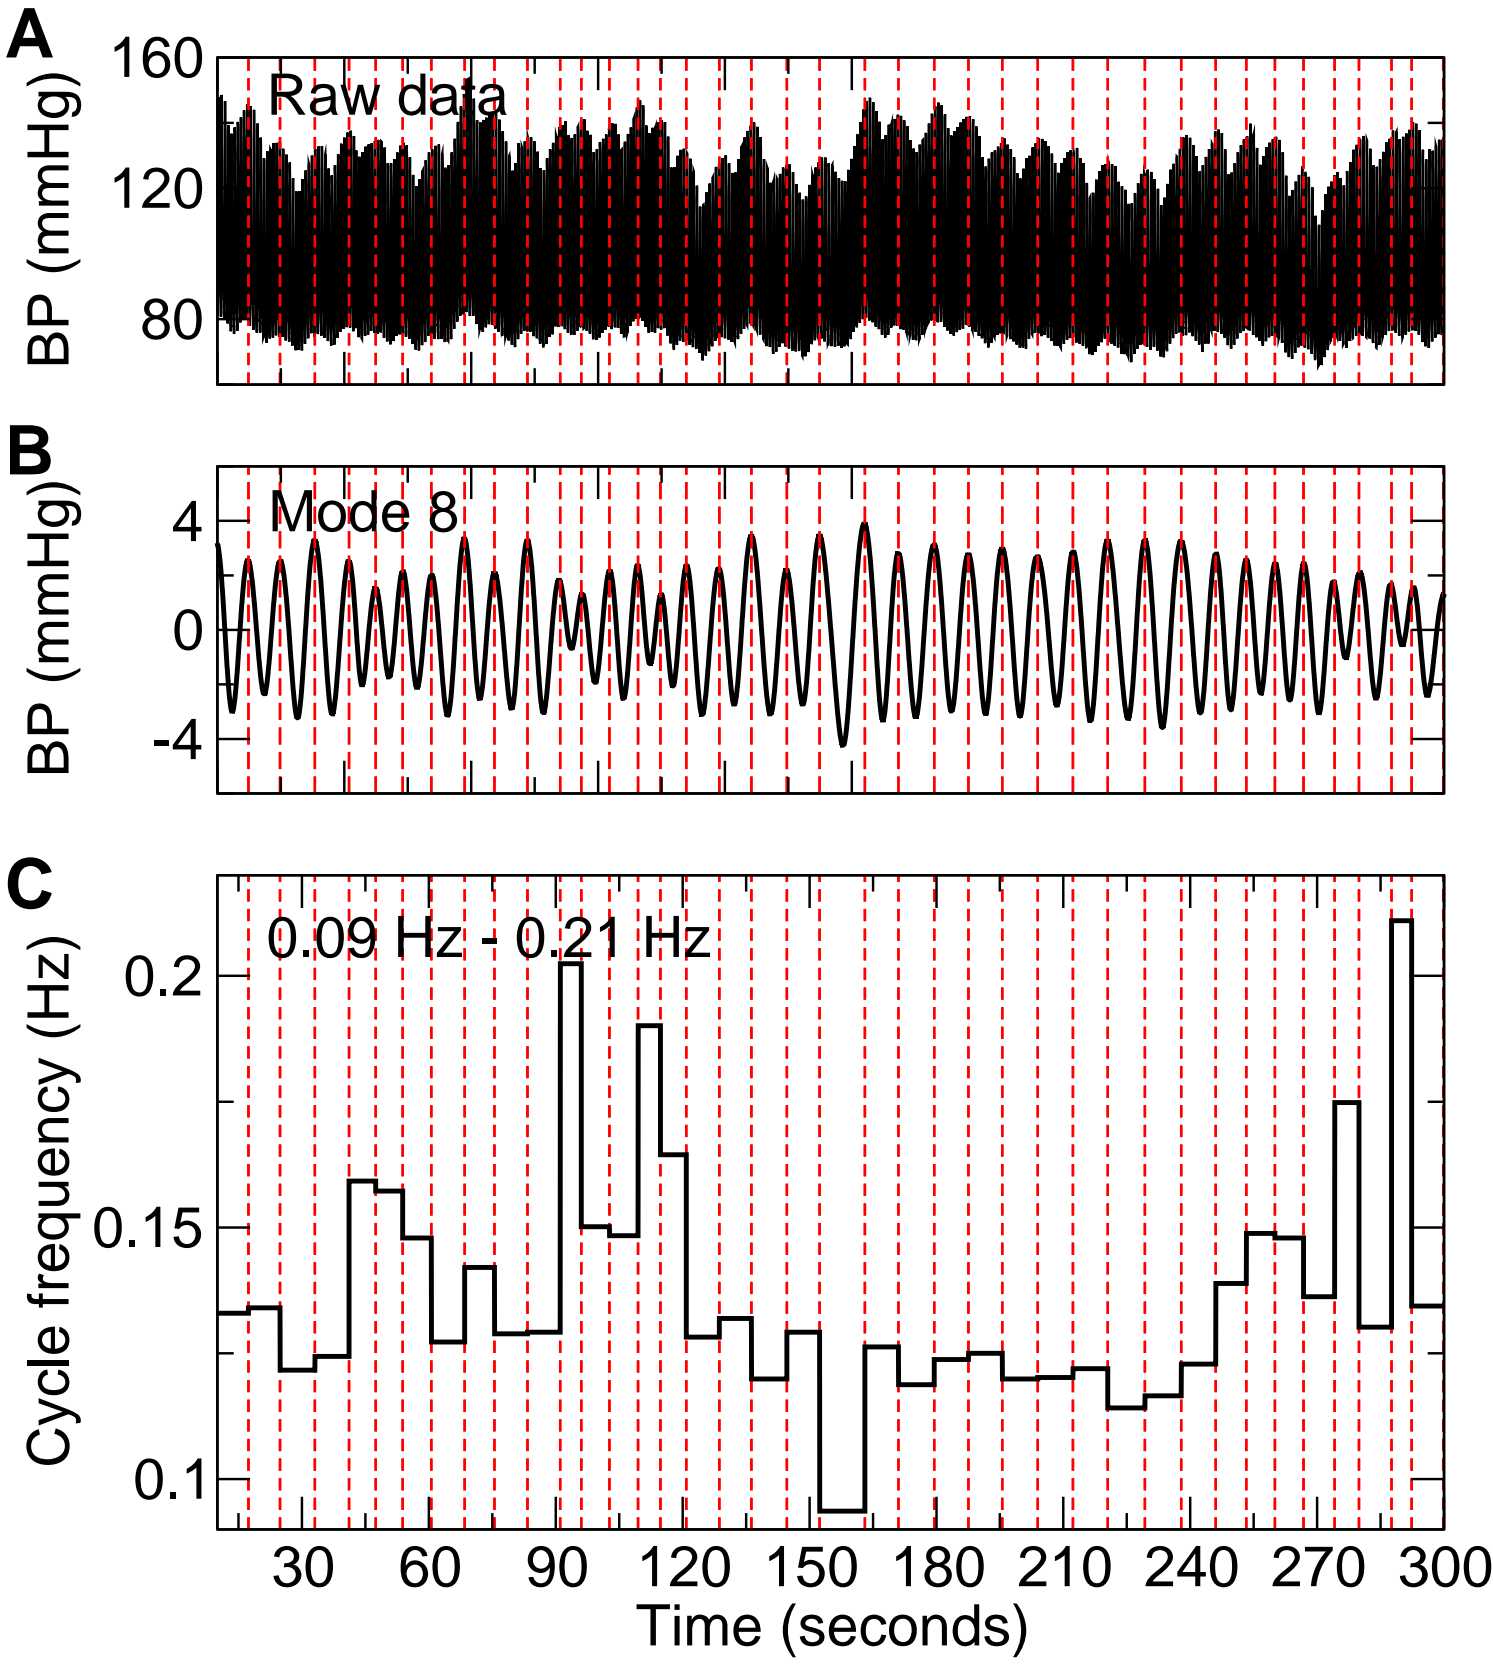 A
160
Raw data
120
80
BP (mmHg)
B
4
Mode 8
0
-4
BP (mmHg)
C
0.09 Hz - 0.21 Hz
0.2
0.15
0.1
Cycle frequency (Hz)
30 60 90 120 150 180 210 240 270 300
Time (seconds)